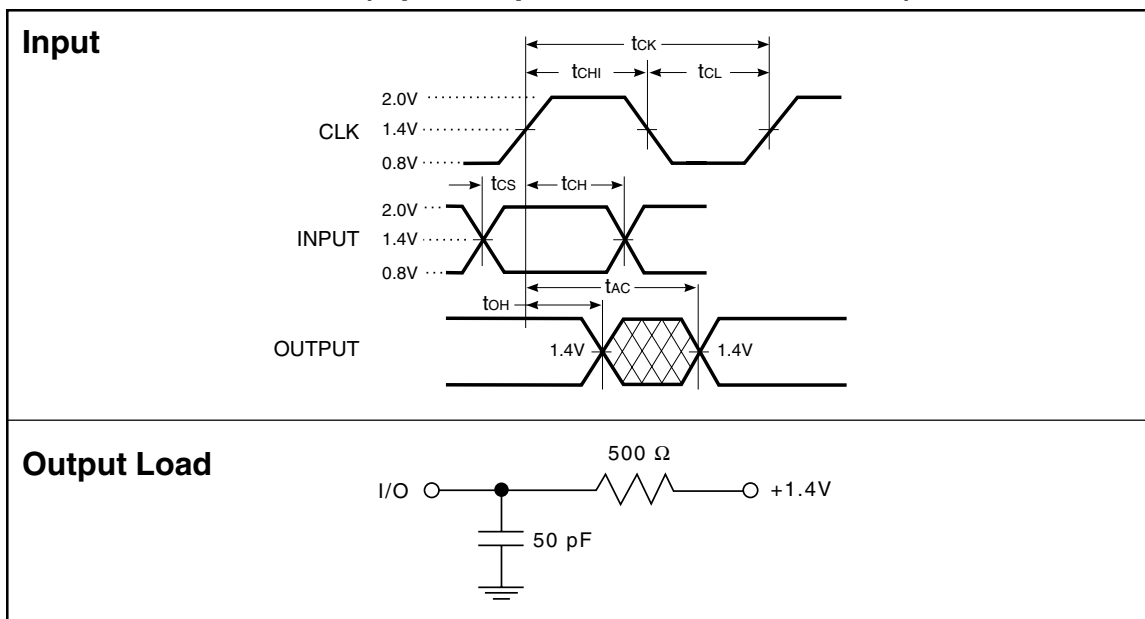 Input
tCK
tCHI
tCL
2.0V
CLK
1.4V
0.8V
tCS
tCH
2.0V
INPUT
1.4V
0.8V
tAC
tOH
OUTPUT
1.4V
1.4V
Output Load
500 Ω
I/O
+1.4V
50 pF